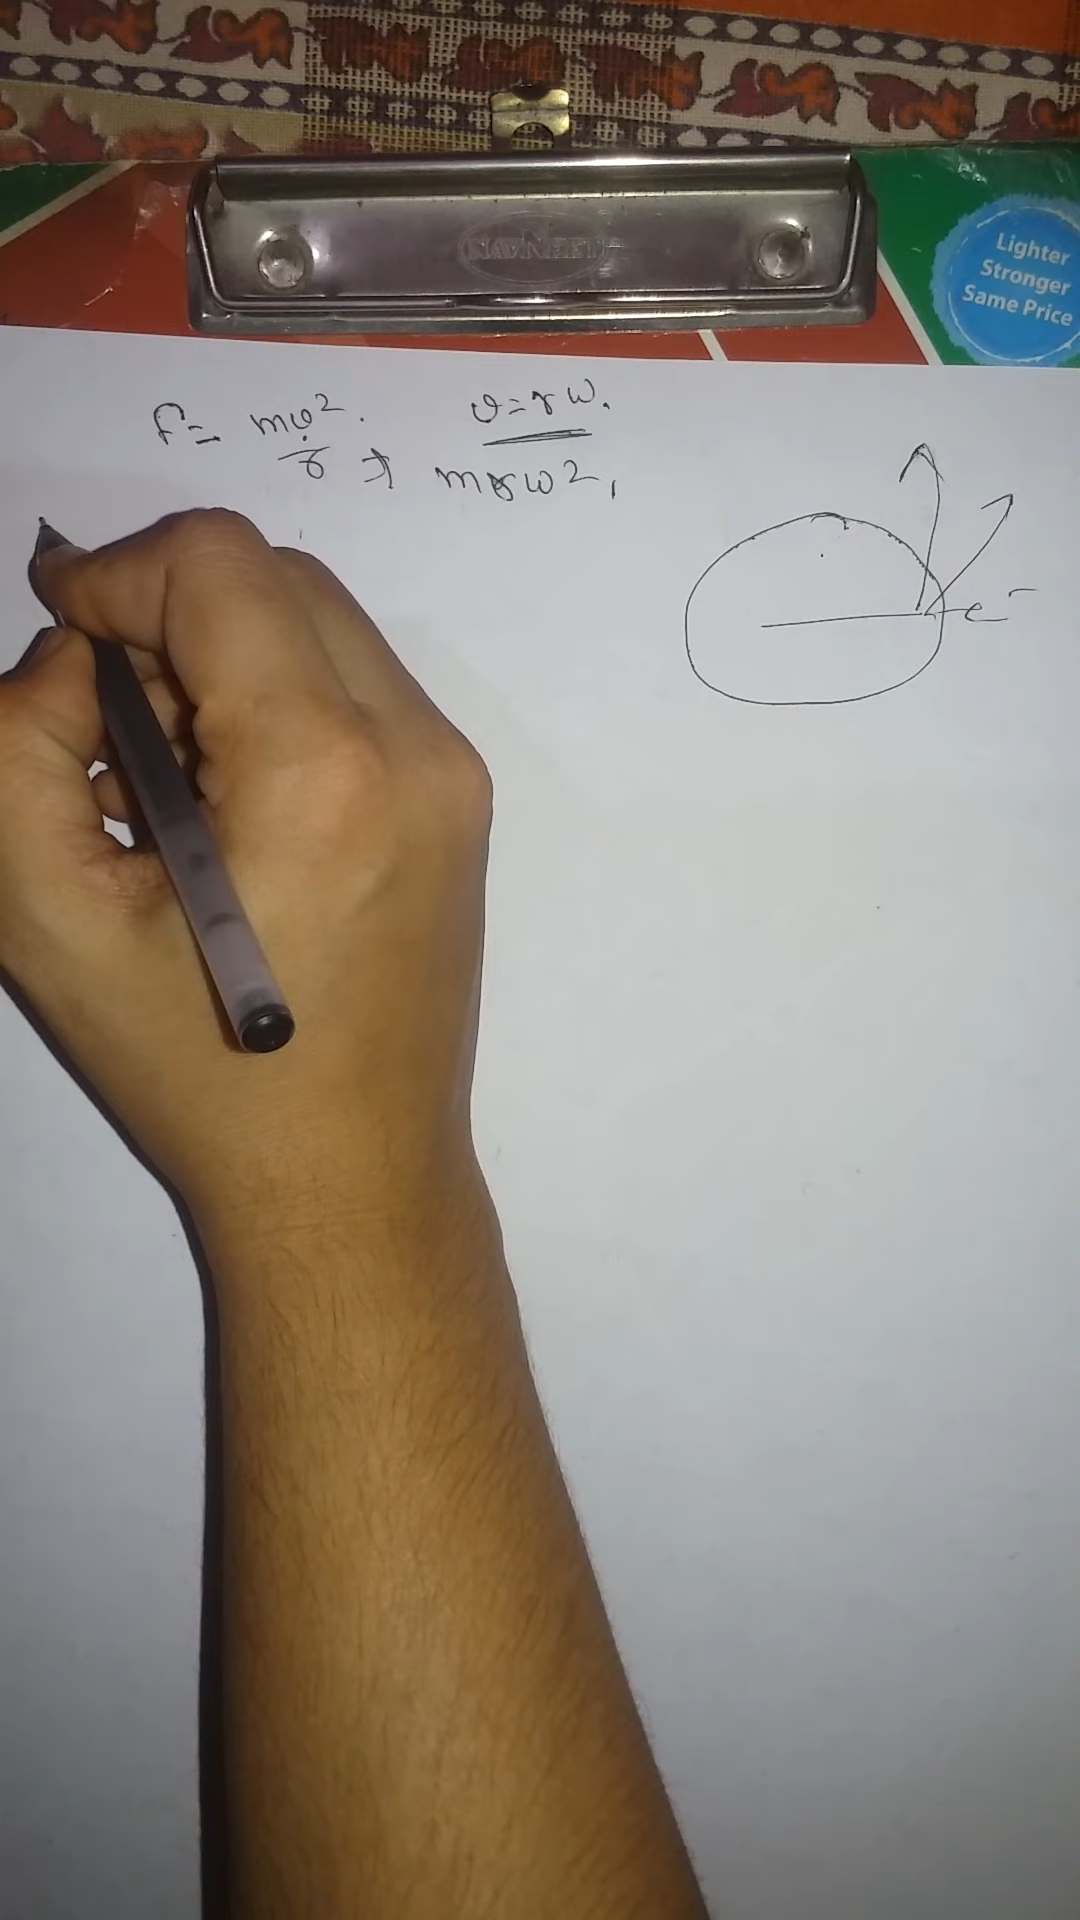 NAVNEET
Lighter
Stronger
Same Price
F = mv²/r. v = rω.
⇒ mrω²,
e⁻